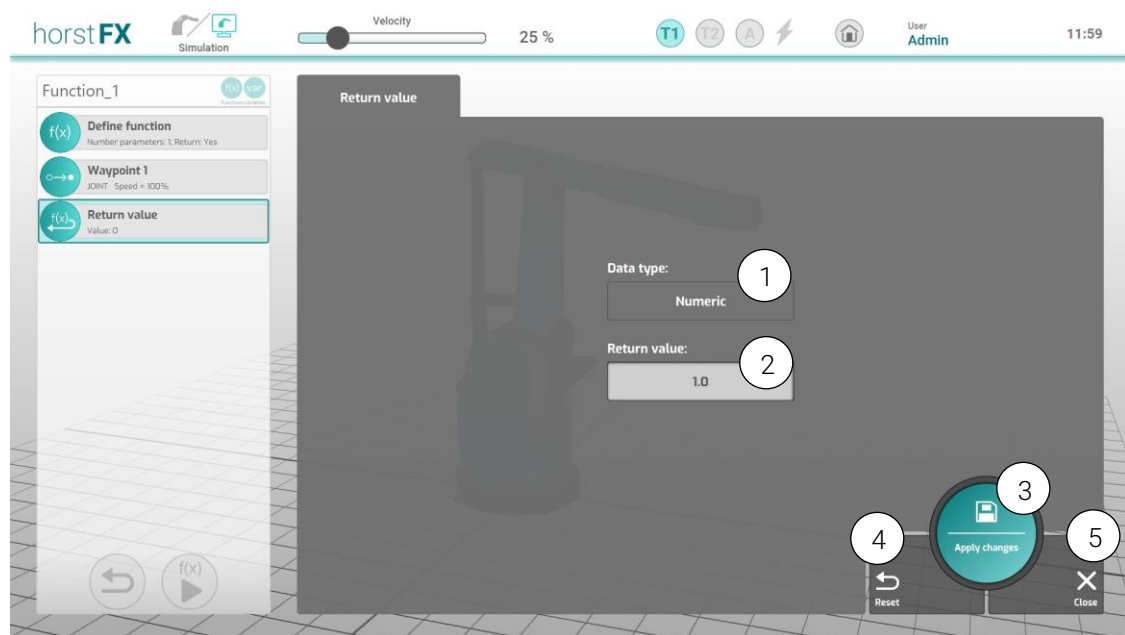 horstFX
Simulation
Velocity
25 %
T1
T2
A
User
Admin
11:59
Function_1
f(x)
var
Functions/variables
f(x)
Define function
Number parameters: 1, Return: Yes
Waypoint 1
JOINT Speed = 100%
f(x)
Return value
Value: 0
f(x)
Return value
Data type:
1
Numeric
Return value:
2
1.0
3
Apply changes
4
Reset
5
Close